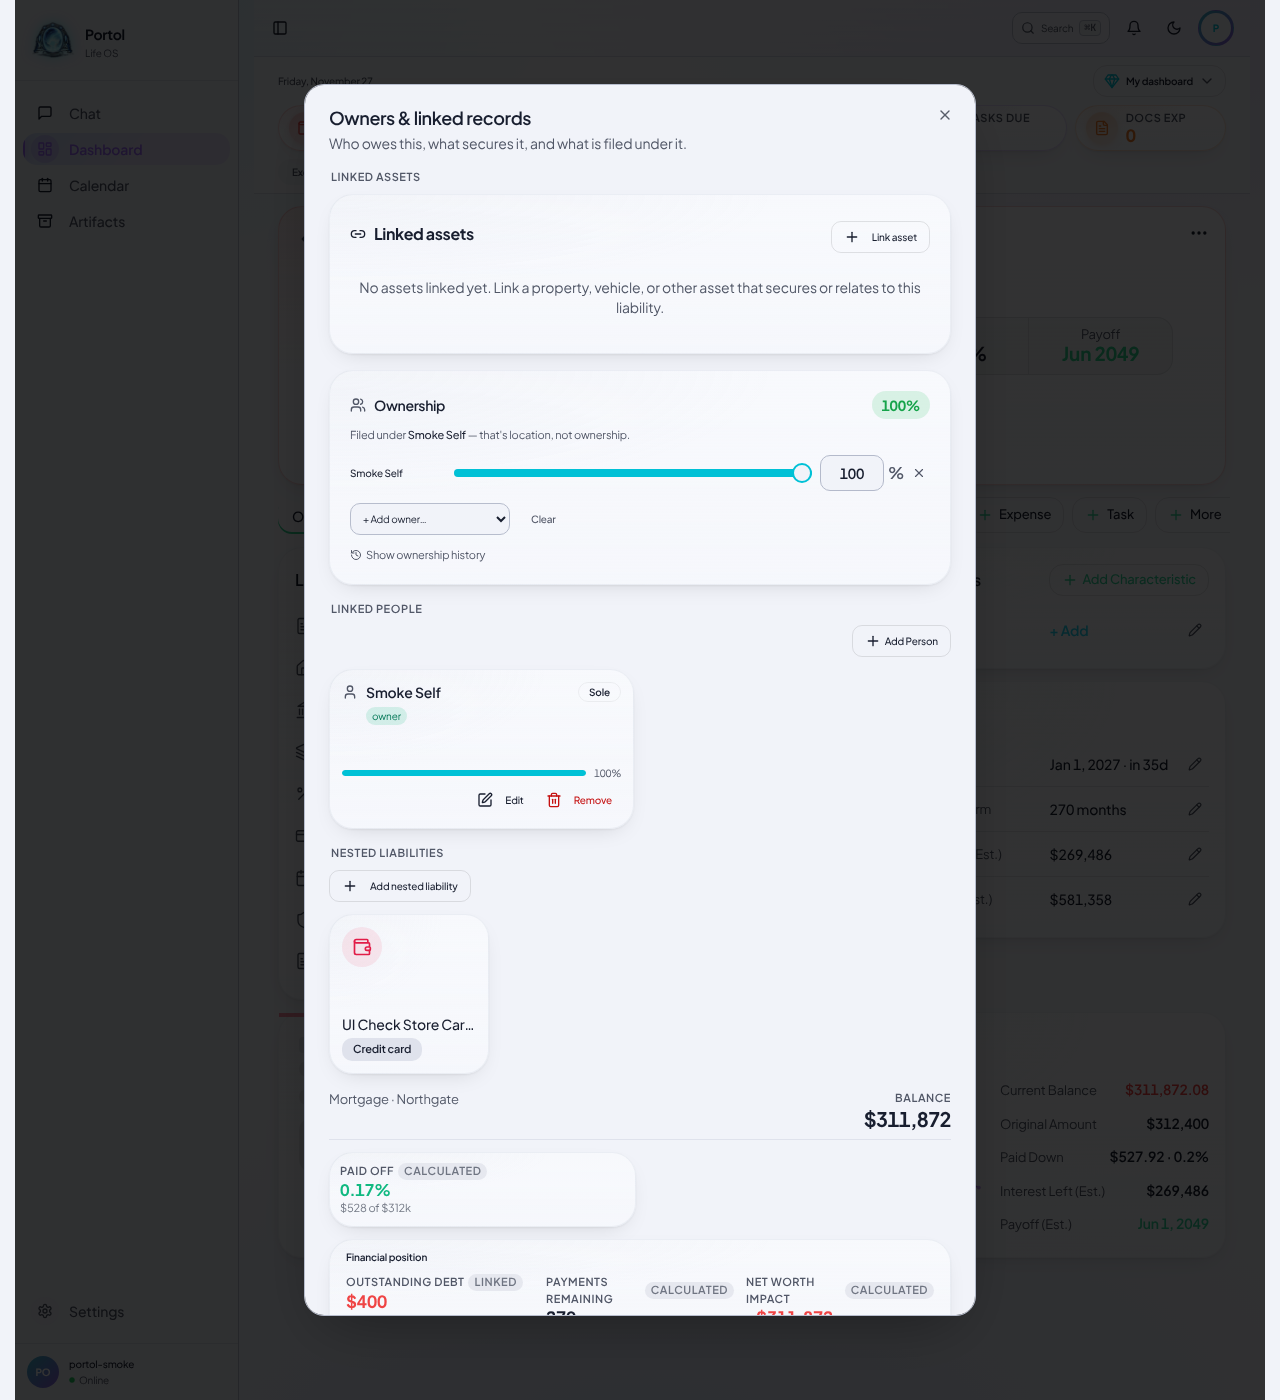 Portol
Life OS
Search ⌘K
P
Chat
Dashboard
Calendar
Artifacts
Friday, November 27
My dashboard
ASKS DUE
DOCS EXP
0
Owners & linked records
Who owes this, what secures it, and what is filed under it.
LINKED ASSETS
Linked assets
Link asset
No assets linked yet. Link a property, vehicle, or other asset that secures or relates to this
liability.
%
Payoff
Jun 2049
Ownership
100%
Filed under Smoke Self — that's location, not ownership.
Smoke Self
100 %
+ Add owner...
Clear
Show ownership history
Expense
Task
More
LINKED PEOPLE
Add Person
Add Characteristic
+ Add
Smoke Self
Sole
owner
100%
Edit
Remove
Jan 1, 2027 · in 35d
270 months
Est.)
$269,486
st.)
$581,358
NESTED LIABILITIES
Add nested liability
UI Check Store Car...
Credit card
Mortgage · Northgate
BALANCE
$311,872
PAID OFF CALCULATED
0.17%
$528 of $312k
Financial position
OUTSTANDING DEBT LINKED
$400
PAYMENTS
REMAINING
CALCULATED
270
NET WORTH
IMPACT
CALCULATED
-$311,872
Current Balance $311,872.08
Original Amount $312,400
Paid Down $527.92 · 0.2%
Interest Left (Est.) $269,486
Payoff (Est.) Jun 1, 2049
Settings
PO
portol-smoke
Online